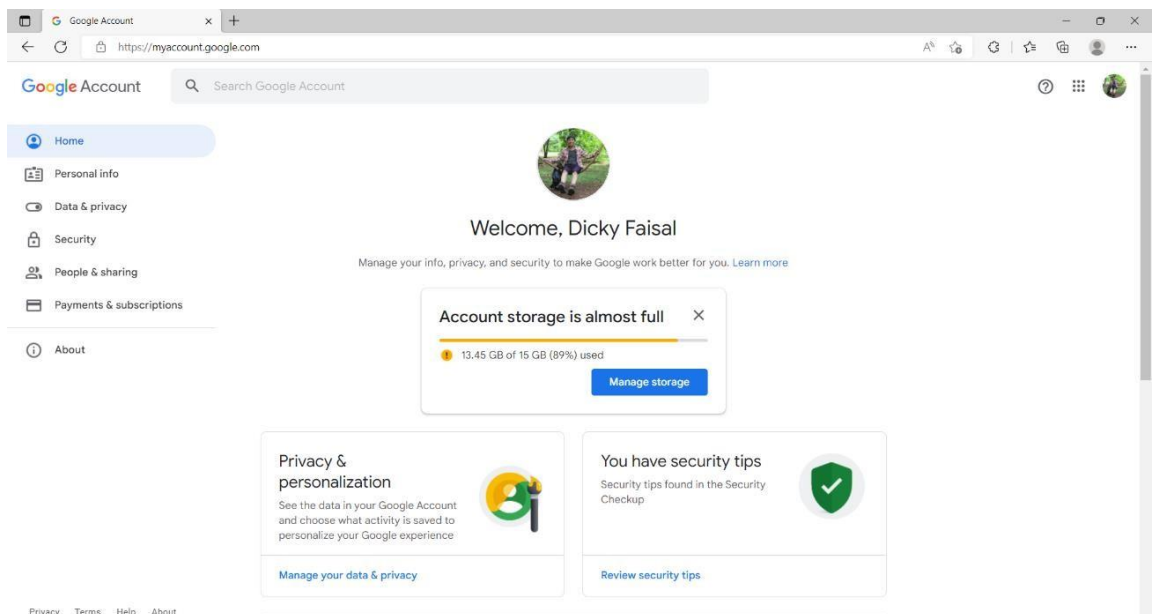 Google Account
https://myaccount.google.com
Google Account
Search Google Account
Home
Personal info
Data & privacy
Security
People & sharing
Payments & subscriptions
About
Welcome, Dicky Faisal
Manage your info, privacy, and security to make Google work better for you. Learn more
Account storage is almost full
13.45 GB of 15 GB (89%) used
Manage storage
Privacy &
personalization
See the data in your Google Account
and choose what activity is saved to
personalize your Google experience
Manage your data & privacy
You have security tips
Security tips found in the Security
Checkup
Review security tips
Privacy Terms Help About